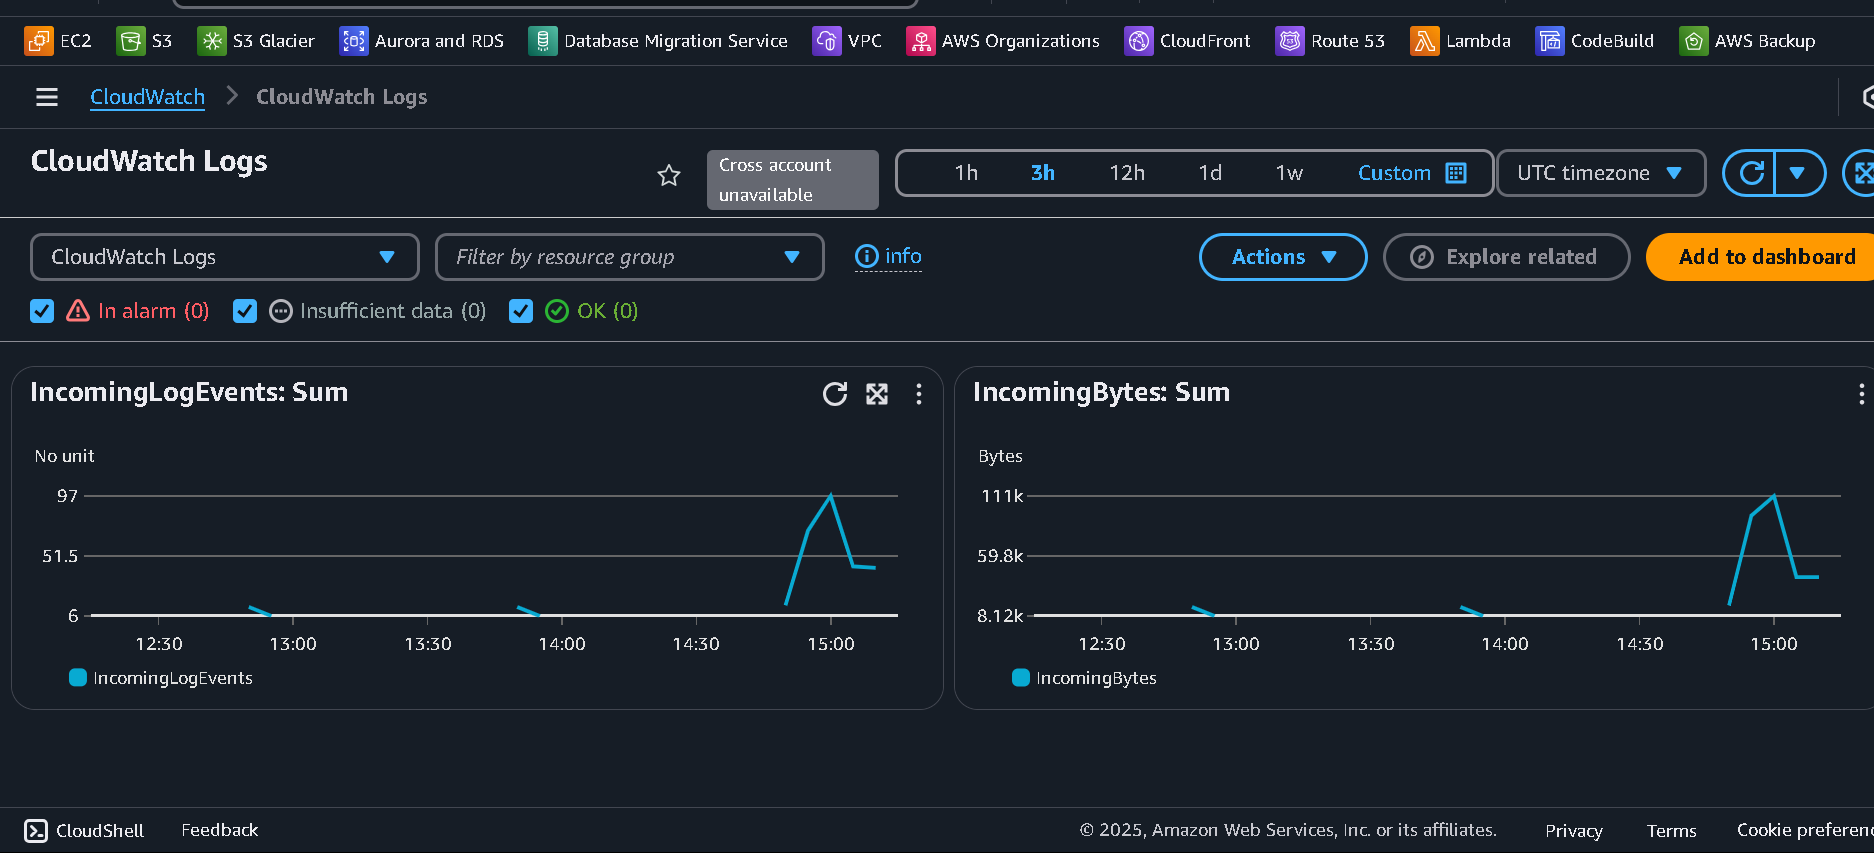 EC2 S3 S3 Glacier Aurora and RDS Database Migration Service VPC AWS Organizations CloudFront Route 53 Lambda CodeBuild AWS Backup
CloudWatch CloudWatch Logs
CloudWatch Logs
Cross account
unavailable
1h 3h 12h 1d 1w Custom UTC timezone
CloudWatch Logs Filter by resource group info Actions Explore related Add to dashboard
In alarm (0) Insufficient data (0) OK (0)
IncomingLogEvents: Sum
No unit
97
51.5
6
12:30 13:00 13:30 14:00 14:30 15:00
IncomingLogEvents
IncomingBytes: Sum
Bytes
111k
59.8k
8.12k
12:30 13:00 13:30 14:00 14:30 15:00
IncomingBytes
CloudShell Feedback © 2025, Amazon Web Services, Inc. or its affiliates. Privacy Terms Cookie